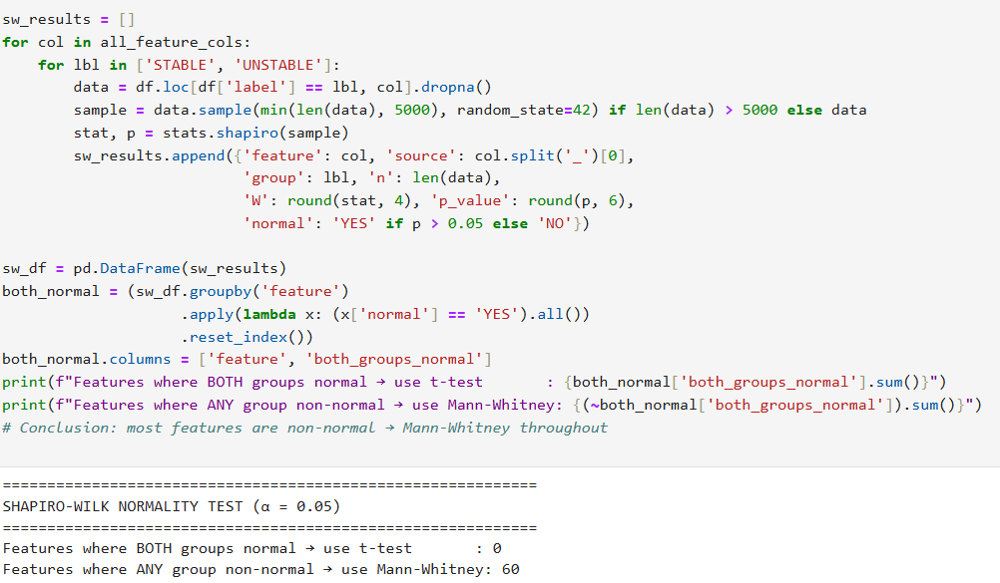 sw_results = []
for col in all_feature_cols:
    for lbl in ['STABLE', 'UNSTABLE']:
        data = df.loc[df['label'] == lbl, col].dropna()
        sample = data.sample(min(len(data), 5000), random_state=42) if len(data) > 5000 else data
        stat, p = stats.shapiro(sample)
        sw_results.append({'feature': col, 'source': col.split('_')[0],
                           'group': lbl, 'n': len(data),
                           'W': round(stat, 4), 'p_value': round(p, 6),
                           'normal': 'YES' if p > 0.05 else 'NO'})

sw_df = pd.DataFrame(sw_results)
both_normal = (sw_df.groupby('feature')
                    .apply(lambda x: (x['normal'] == 'YES').all())
                    .reset_index())
both_normal.columns = ['feature', 'both_groups_normal']
print(f"Features where BOTH groups normal → use t-test       : {both_normal['both_groups_normal'].sum()}")
print(f"Features where ANY group non-normal → use Mann-Whitney: {(~both_normal['both_groups_normal']).sum()}")
# Conclusion: most features are non-normal → Mann-Whitney throughout

============================================================
SHAPIRO-WILK NORMALITY TEST (α = 0.05)
============================================================
Features where BOTH groups normal → use t-test       : 0
Features where ANY group non-normal → use Mann-Whitney: 60